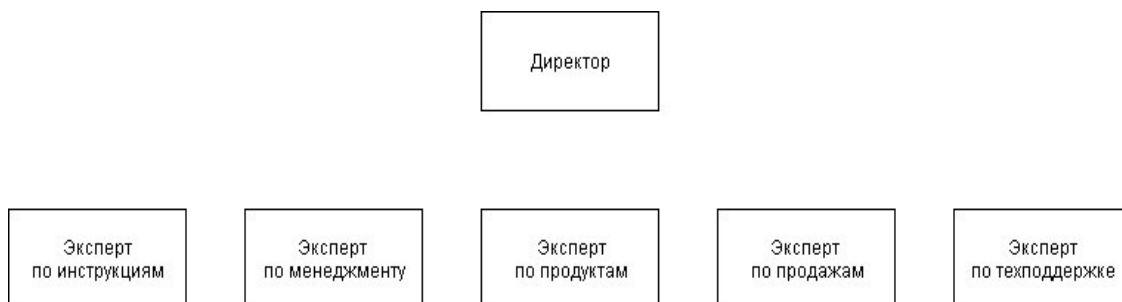 Директор
Эксперт
по инструкциям
Эксперт
по менеджменту
Эксперт
по продуктам
Эксперт
по продажам
Эксперт
по техподдержке